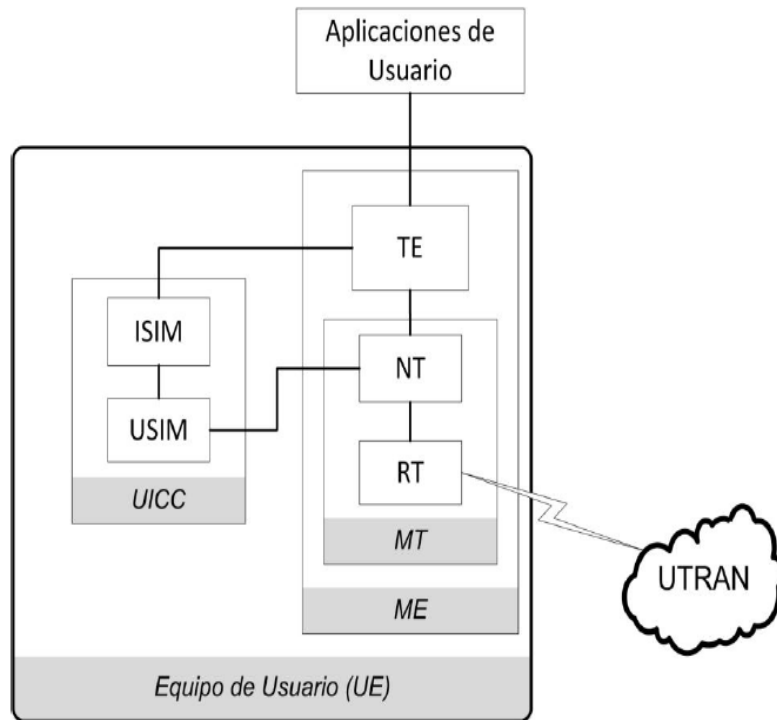 Aplicaciones de
Usuario
TE
ISIM
NT
USIM
RT
UICC
MT
UTRAN
ME
Equipo de Usuario (UE)